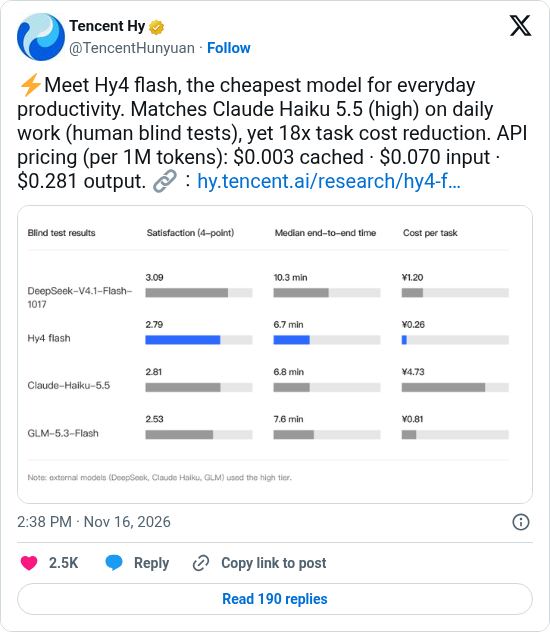 Tencent Hy
@TencentHunyuan · Follow
⚡Meet Hy4 flash, the cheapest model for everyday
productivity. Matches Claude Haiku 5.5 (high) on daily
work (human blind tests), yet 18x task cost reduction. API
pricing (per 1M tokens): $0.003 cached · $0.070 input ·
$0.281 output. 🔗：hy.tencent.ai/research/hy4-f…
Blind test results Satisfaction (4-point) Median end-to-end time Cost per task
3.09 10.3 min ¥1.20
DeepSeek-V4.1-Flash-
1017
2.79 6.7 min ¥0.26
Hy4 flash
2.81 6.8 min ¥4.73
Claude-Haiku-5.5
2.53 7.6 min ¥0.81
GLM-5.3-Flash
Note: external models (DeepSeek, Claude Haiku, GLM) used the high tier.
2:38 PM · Nov 16, 2026
2.5K Reply Copy link to post
Read 190 replies